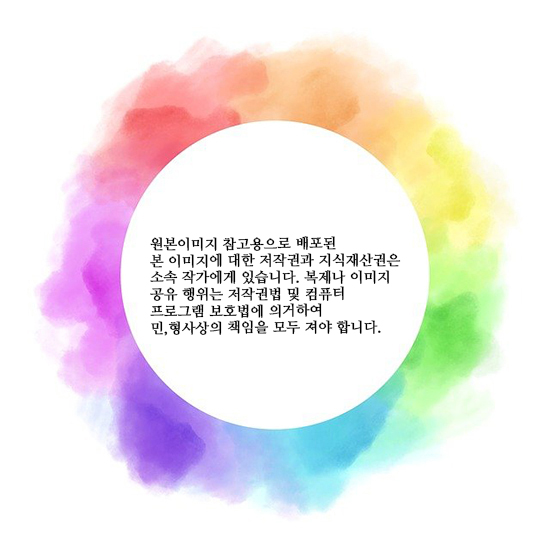 원본이미지 참고용으로 배포된
본 이미지에 대한 저작권과 지식재산권은
소속 작가에게 있습니다. 복제나 이미지
공유 행위는 저작권법 및 컴퓨터
프로그램 보호법에 의거하여
민,형사상의 책임을 모두 져야 합니다.